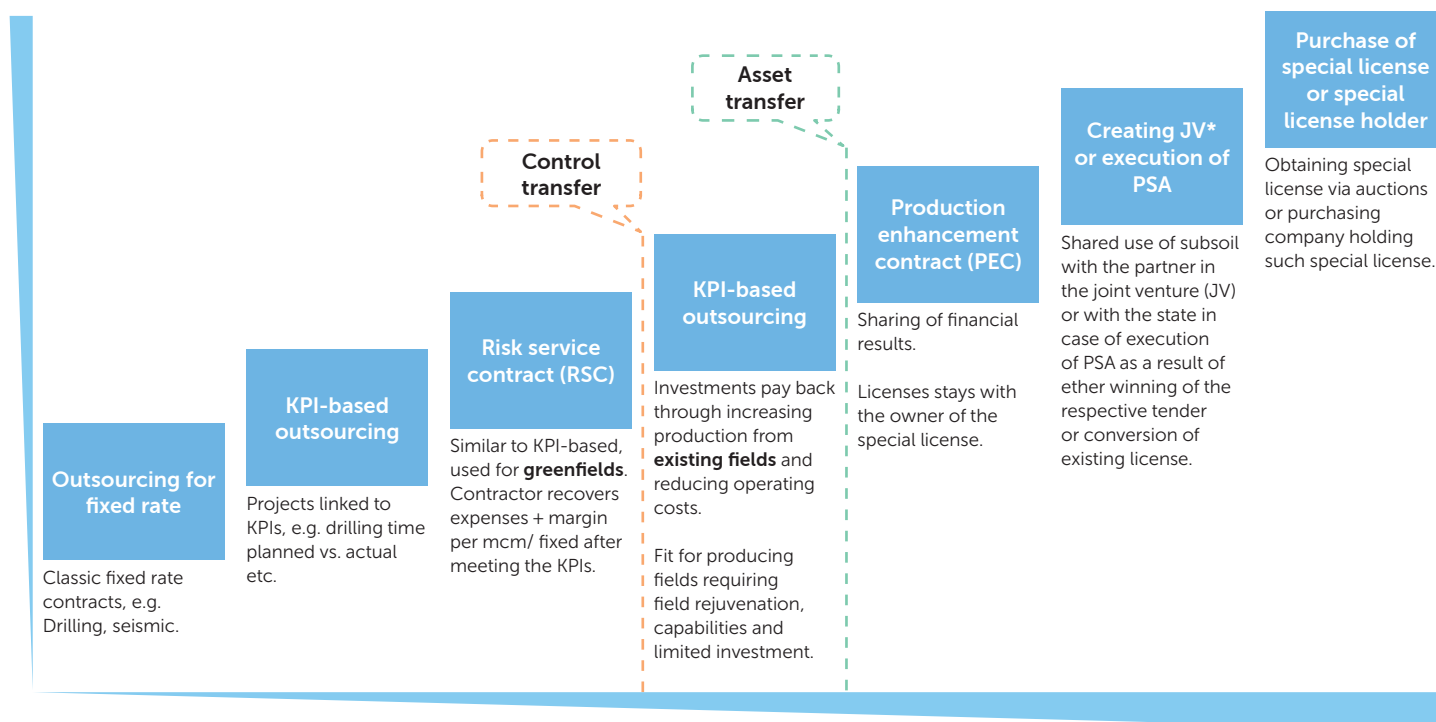 Outsourcing for
fixed rate
Classic fixed rate
contracts, e.g.
Drilling, seismic.
KPI-based
outsourcing
Projects linked to
KPIs, e.g. drilling time
planned vs. actual
etc.
Risk service
contract (RSC)
Similar to KPI-based,
used for greenfields.
Contractor recovers
expenses + margin
per mcm/ fixed after
meeting the KPIs.
Control
transfer
KPI-based
outsourcing
Investments pay back
through increasing
production from
existing fields and
reducing operating
costs.
Fit for producing
fields requiring
field rejuvenation,
capabilities and
limited investment.
Asset
transfer
Production
enhancement
contract (PEC)
Sharing of financial
results.
Licenses stays with
the owner of the
special license.
Creating JV*
or execution of
PSA
Shared use of subsoil
with the partner in
the joint venture (JV)
or with the state in
case of execution
of PSA as a result of
ether winning of the
respective tender
or conversion of
existing license.
Purchase of
special license
or special
license holder
Obtaining special
license via auctions
or purchasing
company holding
such special license.